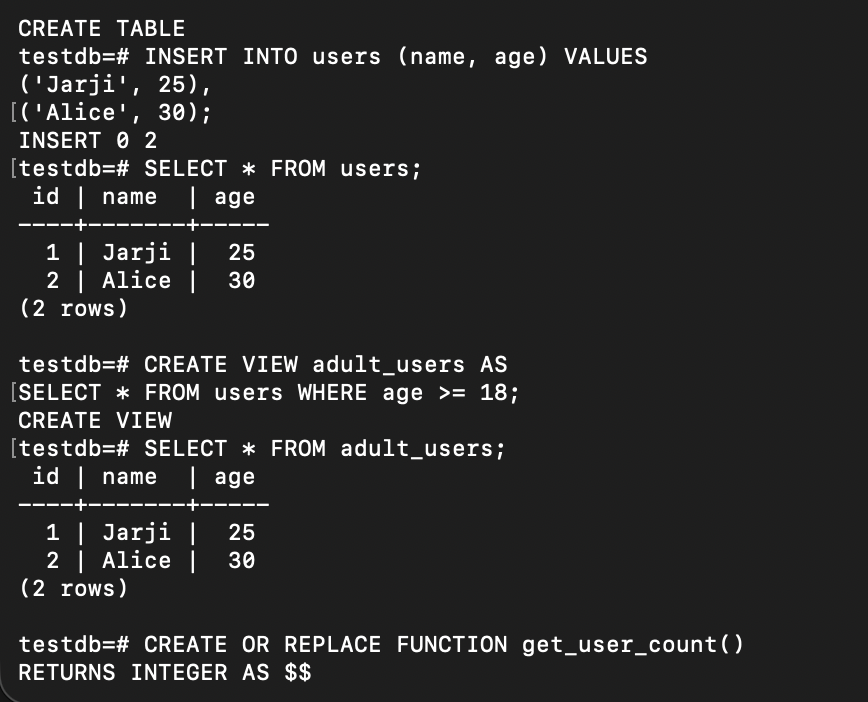 CREATE TABLE
testdb=# INSERT INTO users (name, age) VALUES
('Jarji', 25),
[('Alice', 30);
INSERT 0 2
[testdb=# SELECT * FROM users;
 id | name  | age
----+-------+-----
  1 | Jarji |  25
  2 | Alice |  30
(2 rows)

testdb=# CREATE VIEW adult_users AS
[SELECT * FROM users WHERE age >= 18;
CREATE VIEW
[testdb=# SELECT * FROM adult_users;
 id | name  | age
----+-------+-----
  1 | Jarji |  25
  2 | Alice |  30
(2 rows)

testdb=# CREATE OR REPLACE FUNCTION get_user_count()
RETURNS INTEGER AS $$